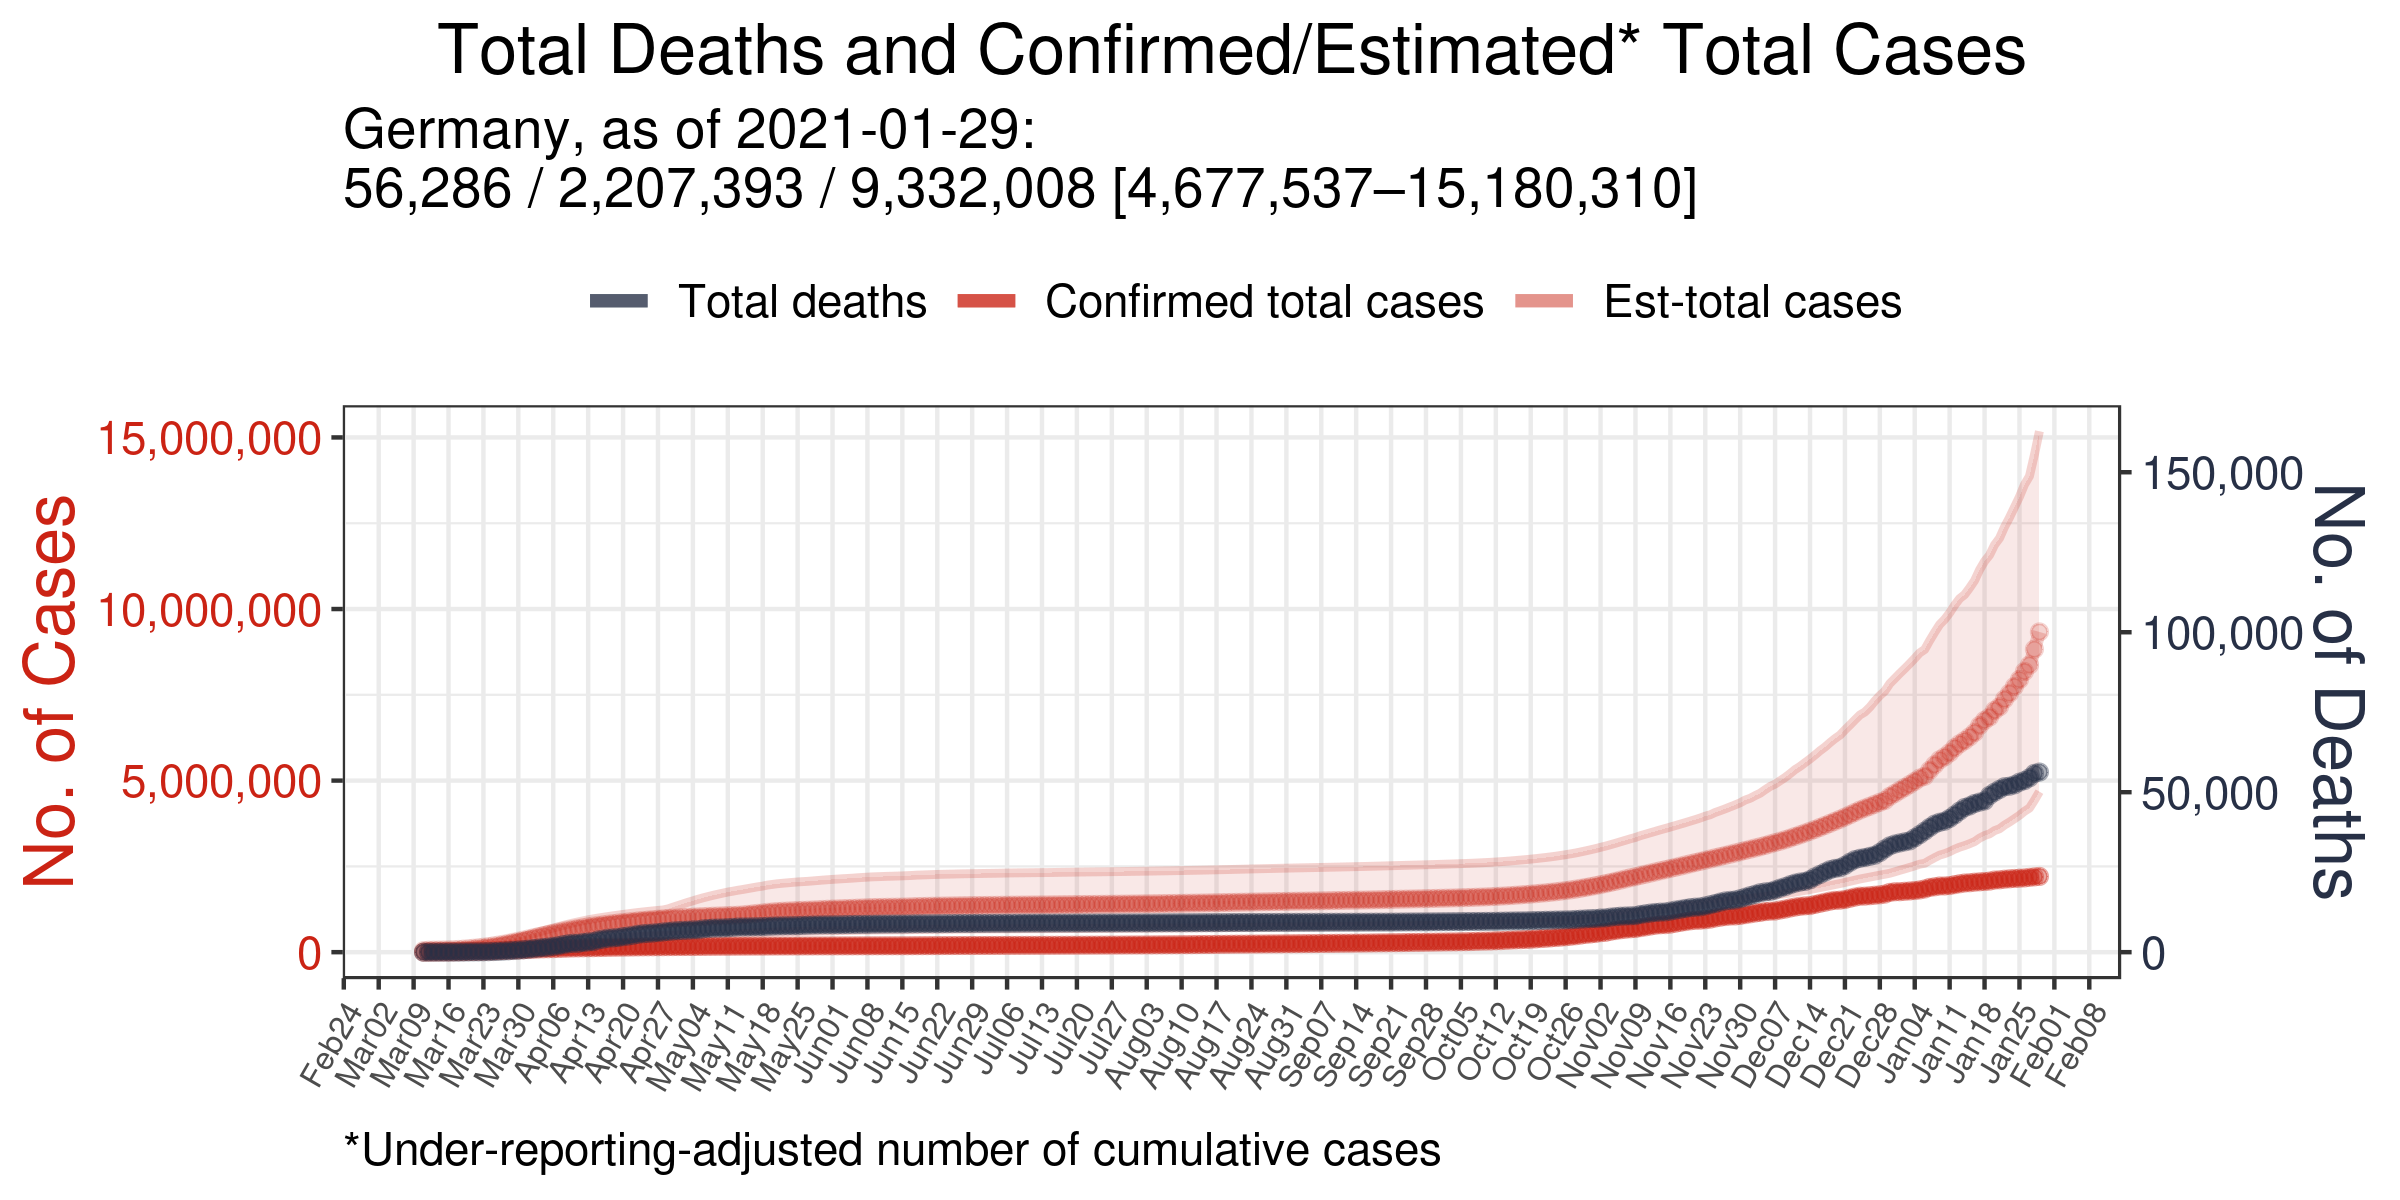 Total Deaths and Confirmed/Estimated* Total Cases
Germany, as of 2021-01-29:
56,286 / 2,207,393 / 9,332,008 [4,677,537–15,180,310]
Total deaths
Confirmed total cases
Est-total cases
No. of Cases
15,000,000
10,000,000
5,000,000
0
150,000
100,000
50,000
0
No. of Deaths
Feb24
Mar02
Mar09
Mar16
Mar23
Mar30
Apr06
Apr13
Apr20
Apr27
May04
May11
May18
May25
Jun01
Jun08
Jun15
Jun22
Jun29
Jul06
Jul13
Jul20
Jul27
Aug03
Aug10
Aug17
Aug24
Aug31
Sep07
Sep14
Sep21
Sep28
Oct05
Oct12
Oct19
Oct26
Nov02
Nov09
Nov16
Nov23
Nov30
Dec07
Dec14
Dec21
Dec28
Jan04
Jan11
Jan18
Jan25
Feb01
Feb08
*Under-reporting-adjusted number of cumulative cases